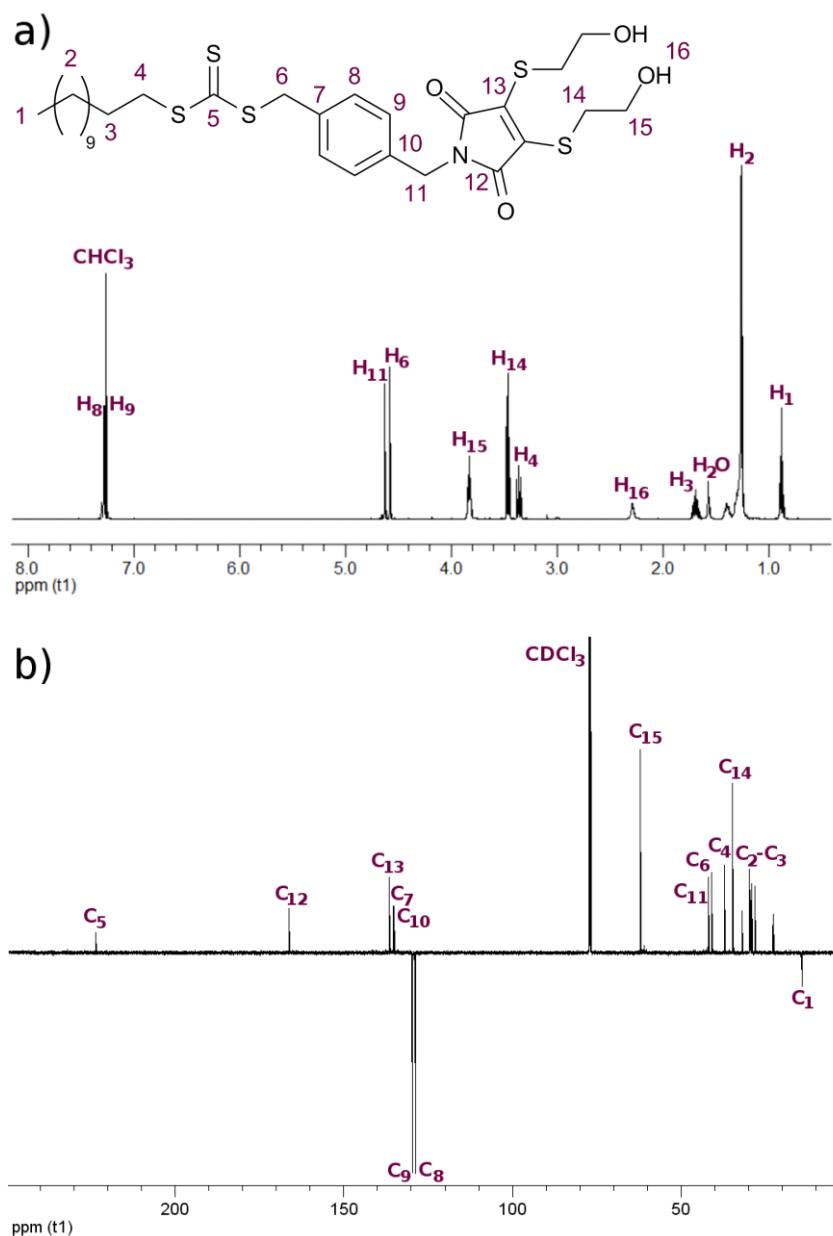 a)
OH
16
2
4
S
6
8
S
13
OH
1
3
9
S
5
S
7
9
O
14
10
N
15
12
S
11
O
H2
CHCl3
H8
H9
H11
H6
H15
H14
H4
H16
H3
H2O
H1
8.0 7.0 6.0 5.0 4.0 3.0 2.0 1.0
ppm (t1)
b)
CDCl3
C15
C14
C13
C6
C4
C2-C3
C5
C12
C7
C10
C11
C1
C9
C8
200 150 100 50
ppm (t1)